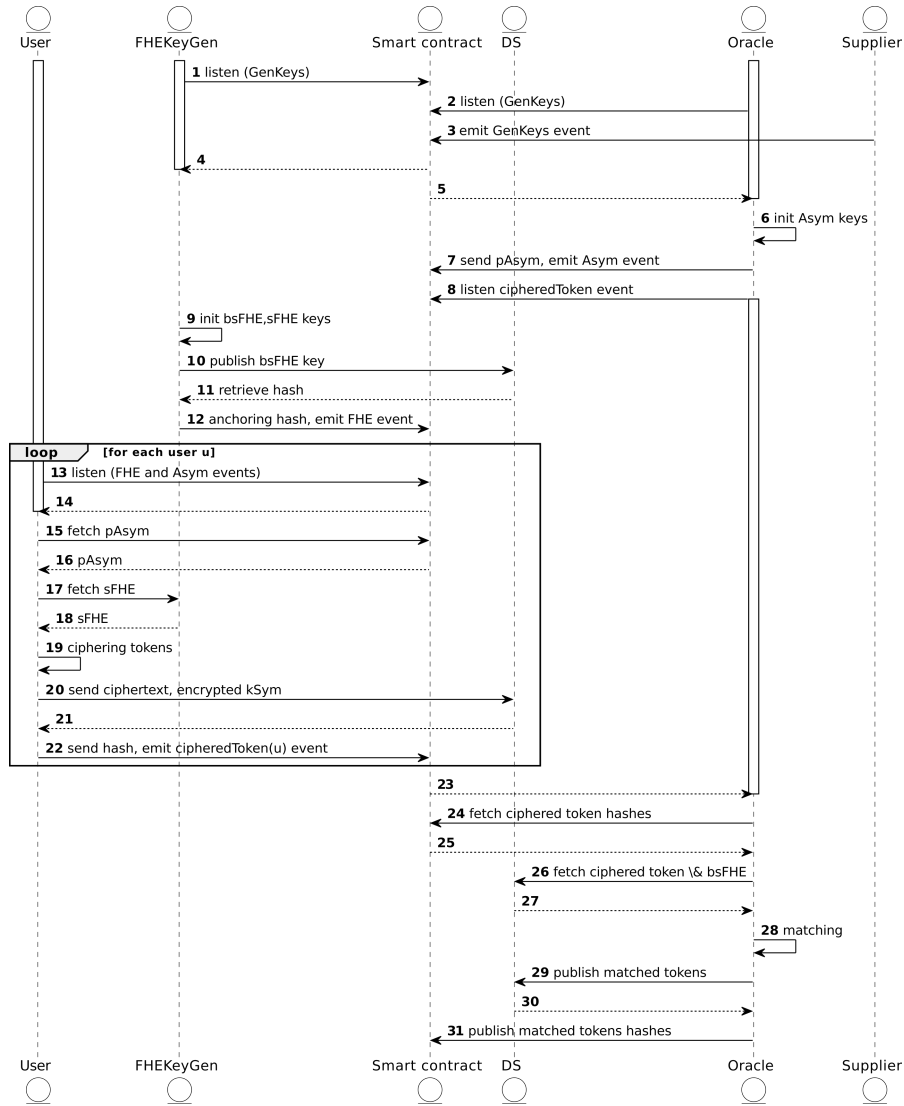 User FHEKeyGen Smart contract DS Oracle Supplier
1 listen (GenKeys)
2 listen (GenKeys)
3 emit GenKeys event
4
5
6 init Asym keys
7 send pAsym, emit Asym event
8 listen cipheredToken event
9 init bsFHE,sFHE keys
10 publish bsFHE key
11 retrieve hash
12 anchoring hash, emit FHE event
loop [for each user u]
13 listen (FHE and Asym events)
14
15 fetch pAsym
16 pAsym
17 fetch sFHE
18 sFHE
19 ciphering tokens
20 send ciphertext, encrypted kSym
21
22 send hash, emit cipheredToken(u) event
23
24 fetch ciphered token hashes
25
26 fetch ciphered token \& bsFHE
27
28 matching
29 publish matched tokens
30
31 publish matched tokens hashes
User FHEKeyGen Smart contract DS Oracle Supplier